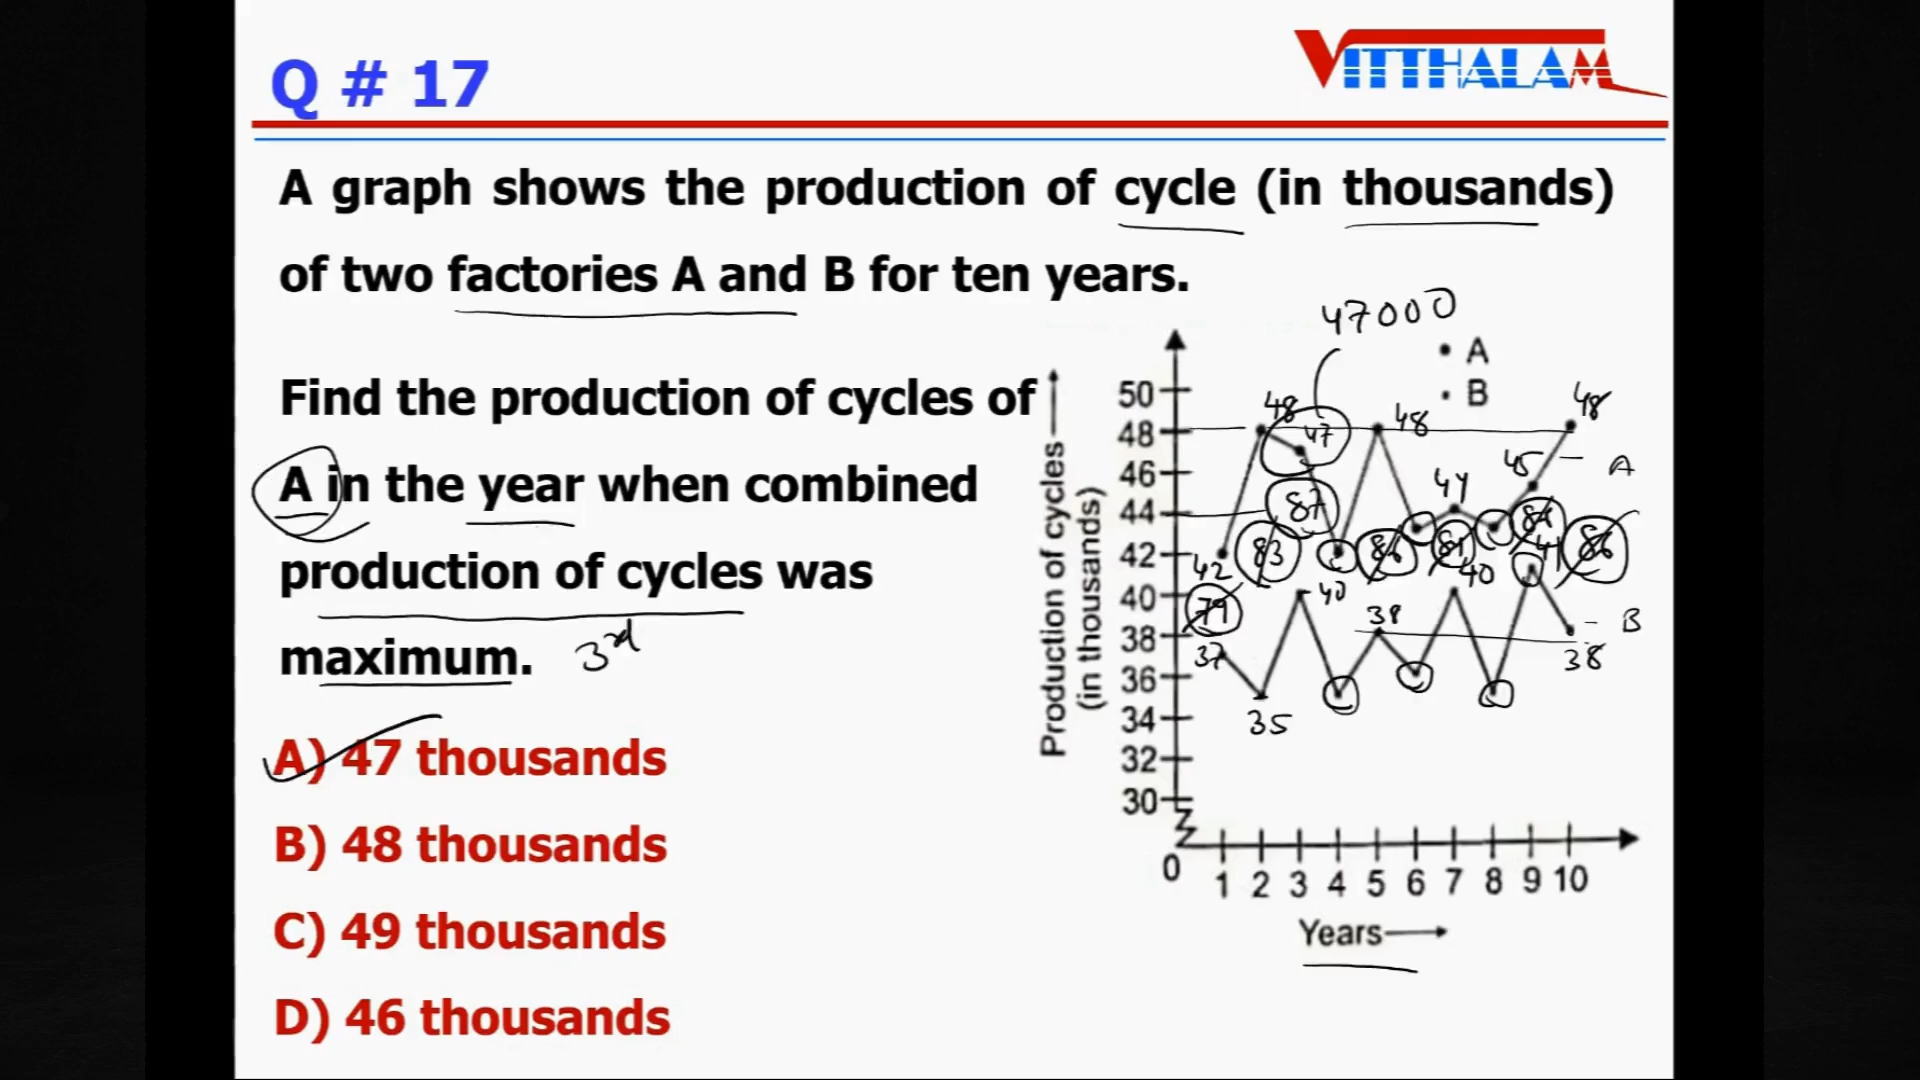 Q # 17
VITTHALAM
A graph shows the production of cycle (in thousands)
of two factories A and B for ten years.
Find the production of cycles of
A in the year when combined
production of cycles was
maximum. 3rd
A) 47 thousands
B) 48 thousands
C) 49 thousands
D) 46 thousands
47000
A
B
Production of cycles
(in thousands)
50
48
46
44
42
40
38
36
34
32
30
0
1 2 3 4 5 6 7 8 9 10
Years
48 47 48 44 45 48 A
42 87
79 83 86 84 86
37 35 40 38 40 41 38 B